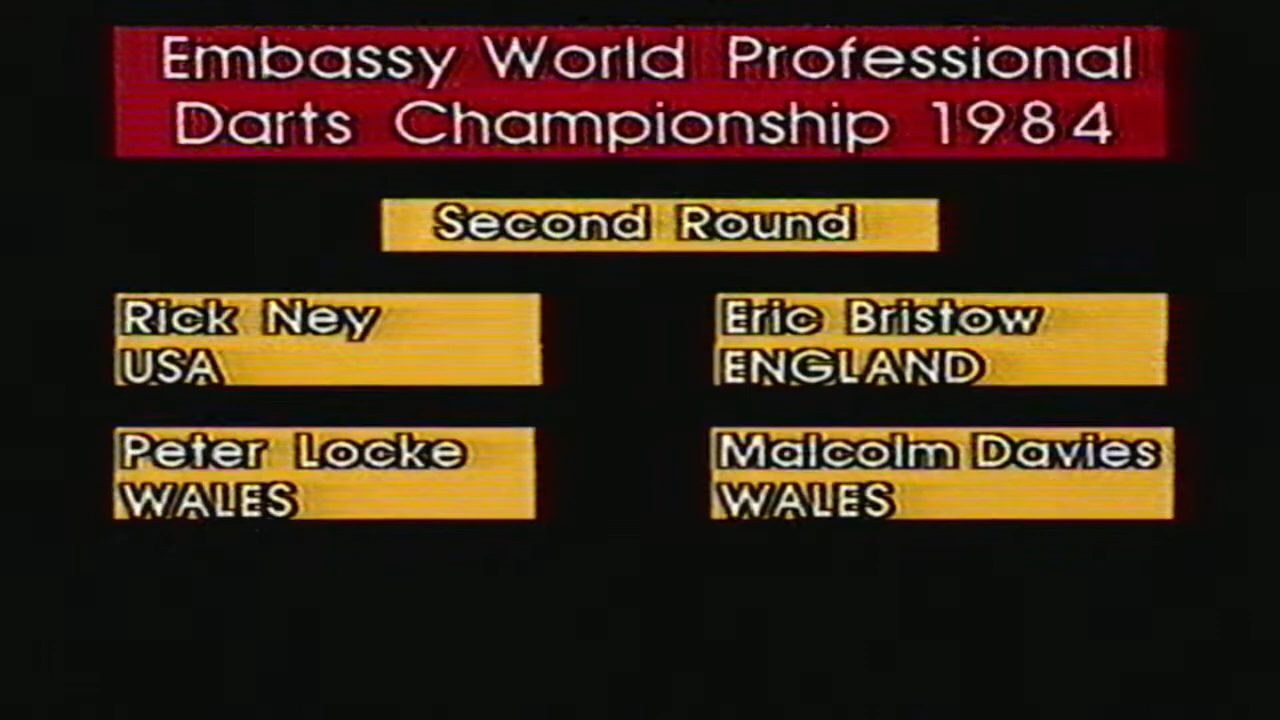 Embassy World Professional
Darts Championship 1984
Second Round
Rick Ney
USA
Eric Bristow
ENGLAND
Peter Locke
WALES
Malcolm Davies
WALES